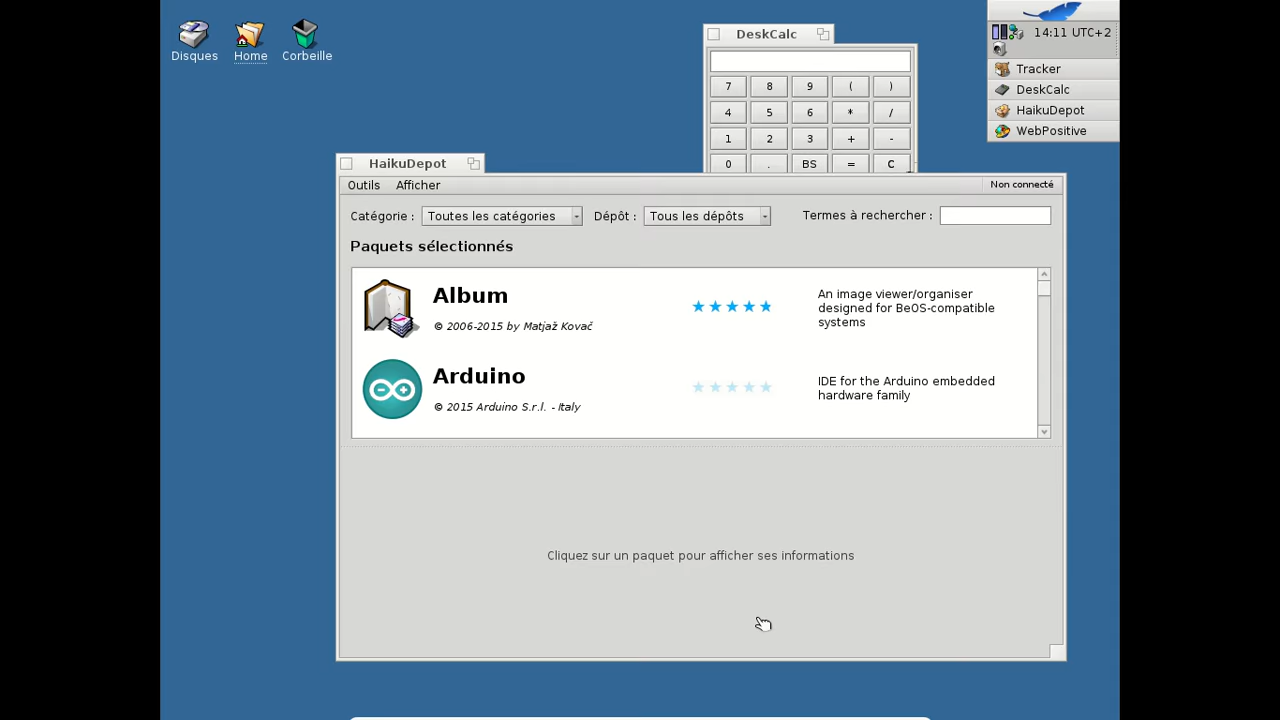 Disques
Home
Corbeille
DeskCalc
7 8 9 ( )
4 5 6 * /
1 2 3 + -
0 . BS = C
14:11 UTC+2
Tracker
DeskCalc
HaikuDepot
WebPositive
HaikuDepot
Outils Afficher Non connecté
Catégorie : Toutes les catégories Dépôt : Tous les dépôts Termes à rechercher :
Paquets sélectionnés
Album
© 2006-2015 by Matjaž Kovač
An image viewer/organiser
designed for BeOS-compatible
systems
Arduino
© 2015 Arduino S.r.l. - Italy
IDE for the Arduino embedded
hardware family
Cliquez sur un paquet pour afficher ses informations